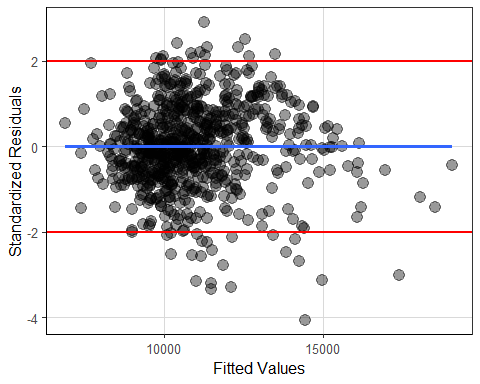 Standardized Residuals
2
0
-2
-4
10000 15000
Fitted Values